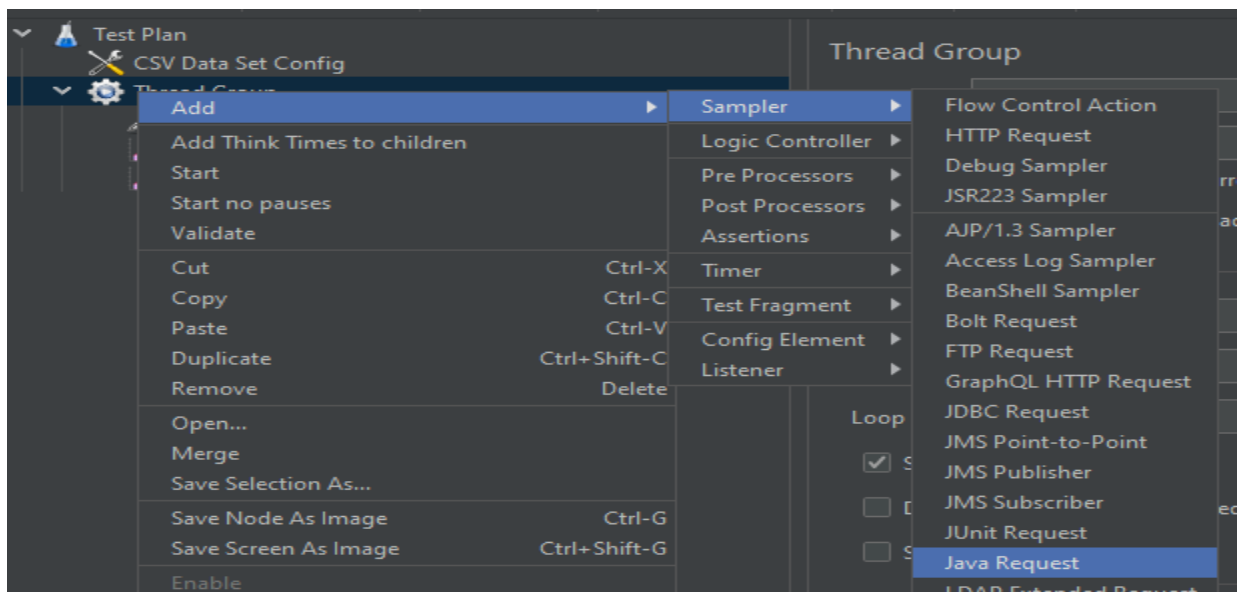 Test Plan
CSV Data Set Config
Thread Group
Add
Add Think Times to children
Start
Start no pauses
Validate
Cut Ctrl-X
Copy Ctrl-C
Paste Ctrl-V
Duplicate Ctrl+Shift-C
Remove Delete
Open...
Merge
Save Selection As...
Save Node As Image Ctrl-G
Save Screen As Image Ctrl+Shift-G
Enable
Sampler
Logic Controller
Pre Processors
Post Processors
Assertions
Timer
Test Fragment
Config Element
Listener
Thread Group
Loop
Flow Control Action
HTTP Request
Debug Sampler
JSR223 Sampler
AJP/1.3 Sampler
Access Log Sampler
BeanShell Sampler
Bolt Request
FTP Request
GraphQL HTTP Request
JDBC Request
JMS Point-to-Point
JMS Publisher
JMS Subscriber
JUnit Request
Java Request
LDAP Extended Request